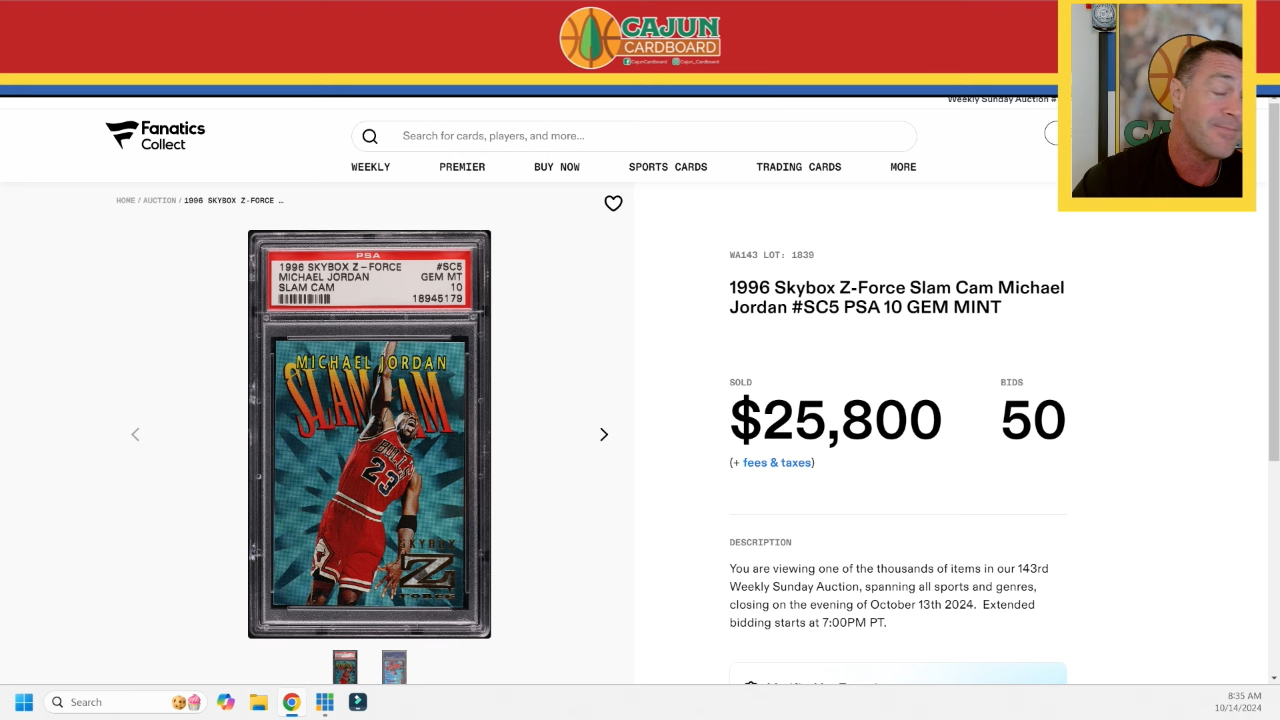 CAJUN
CARDBOARD
CajunCardboard Cajun_Cardboard
Weekly Sunday Auction #
Fanatics
Collect
Search for cards, players, and more...
WEEKLY PREMIER BUY NOW SPORTS CARDS TRADING CARDS MORE
HOME / AUCTION / 1996 SKYBOX Z-FORCE …
PSA
1996 SKYBOX Z-FORCE #SC5
MICHAEL JORDAN GEM MT
SLAM CAM 10
18945179
MICHAEL JORDAN
SLAM CAM
BULLS
23
SKYBOX
Z
FORCE
WA143 LOT: 1839
1996 Skybox Z-Force Slam Cam Michael
Jordan #SC5 PSA 10 GEM MINT
SOLD BIDS
$25,800 50
(+ fees & taxes)
DESCRIPTION
You are viewing one of the thousands of items in our 143rd
Weekly Sunday Auction, spanning all sports and genres,
closing on the evening of October 13th 2024. Extended
bidding starts at 7:00PM PT.
Search
8:35 AM
10/14/2024